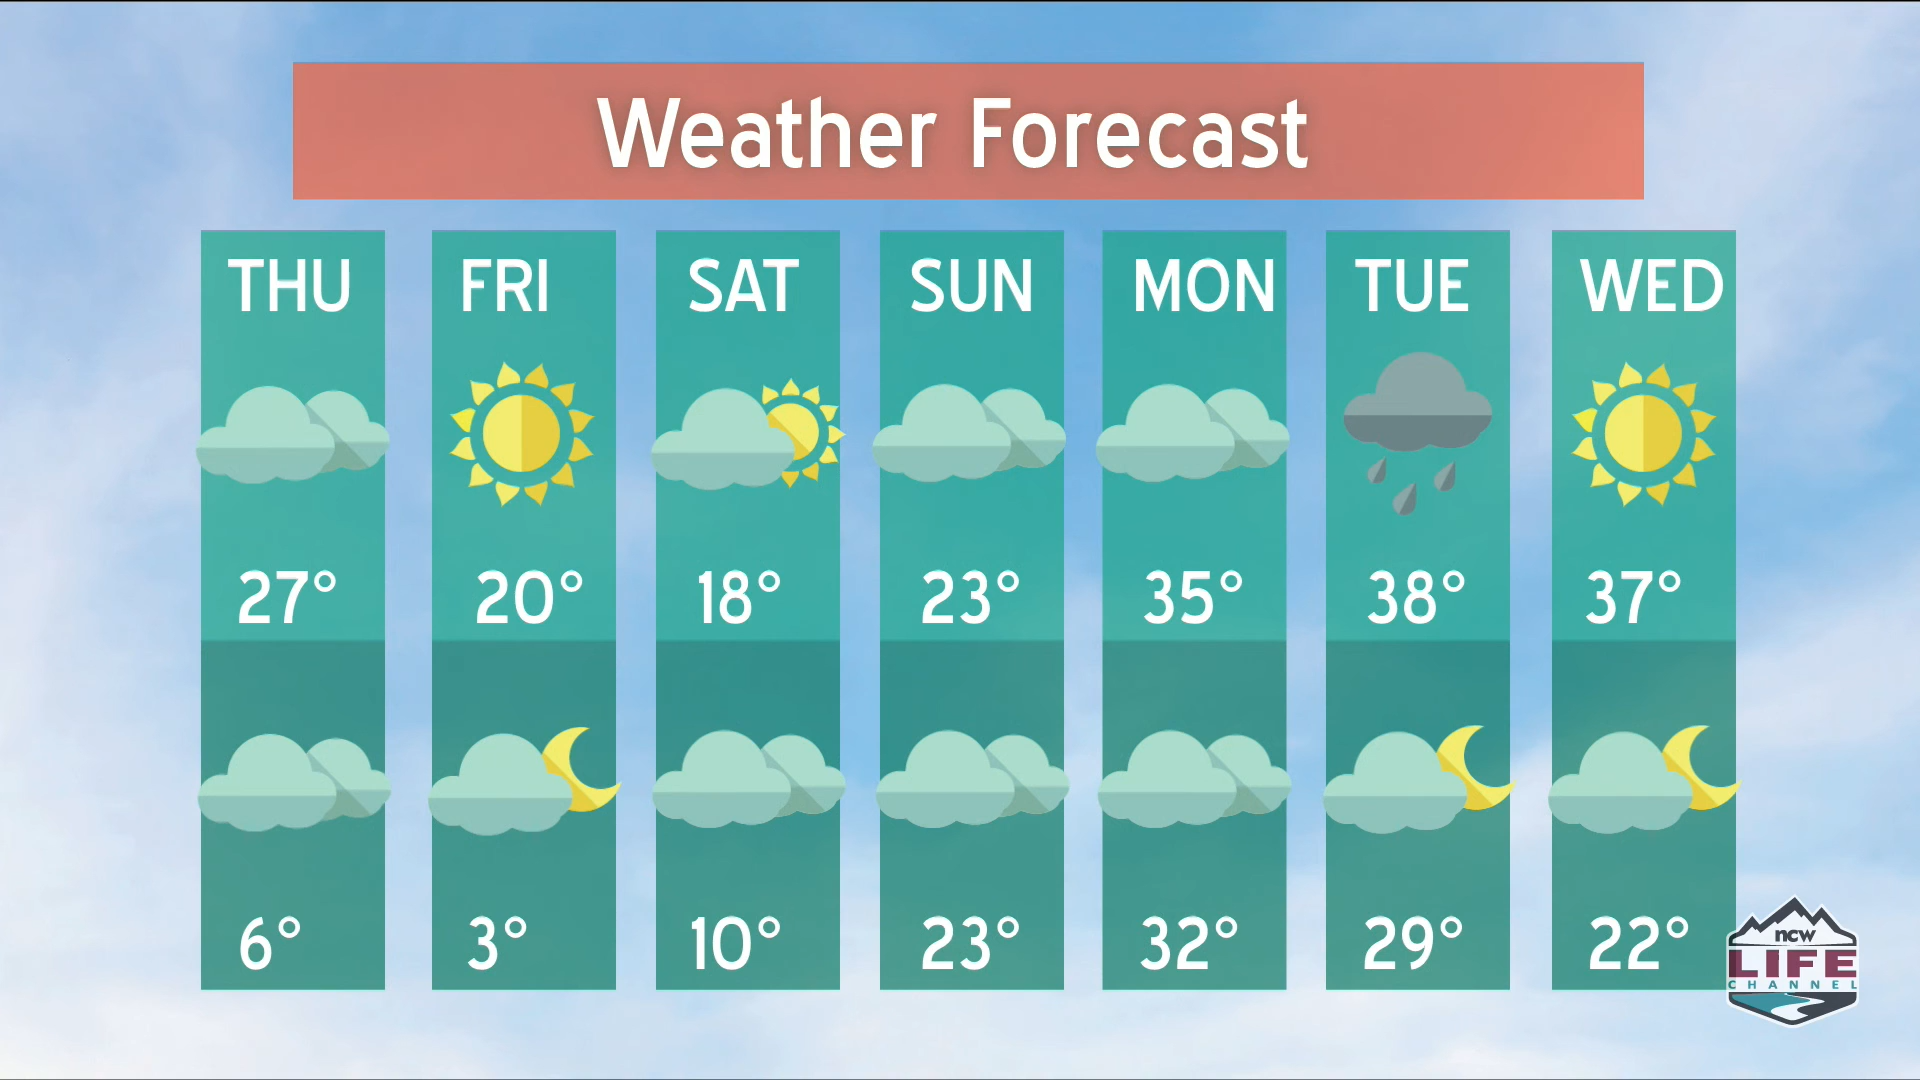 Weather Forecast
THU FRI SAT SUN MON TUE WED
27° 20° 18° 23° 35° 38° 37°
6° 3° 10° 23° 32° 29° 22°
ncw
LIFE
CHANNEL